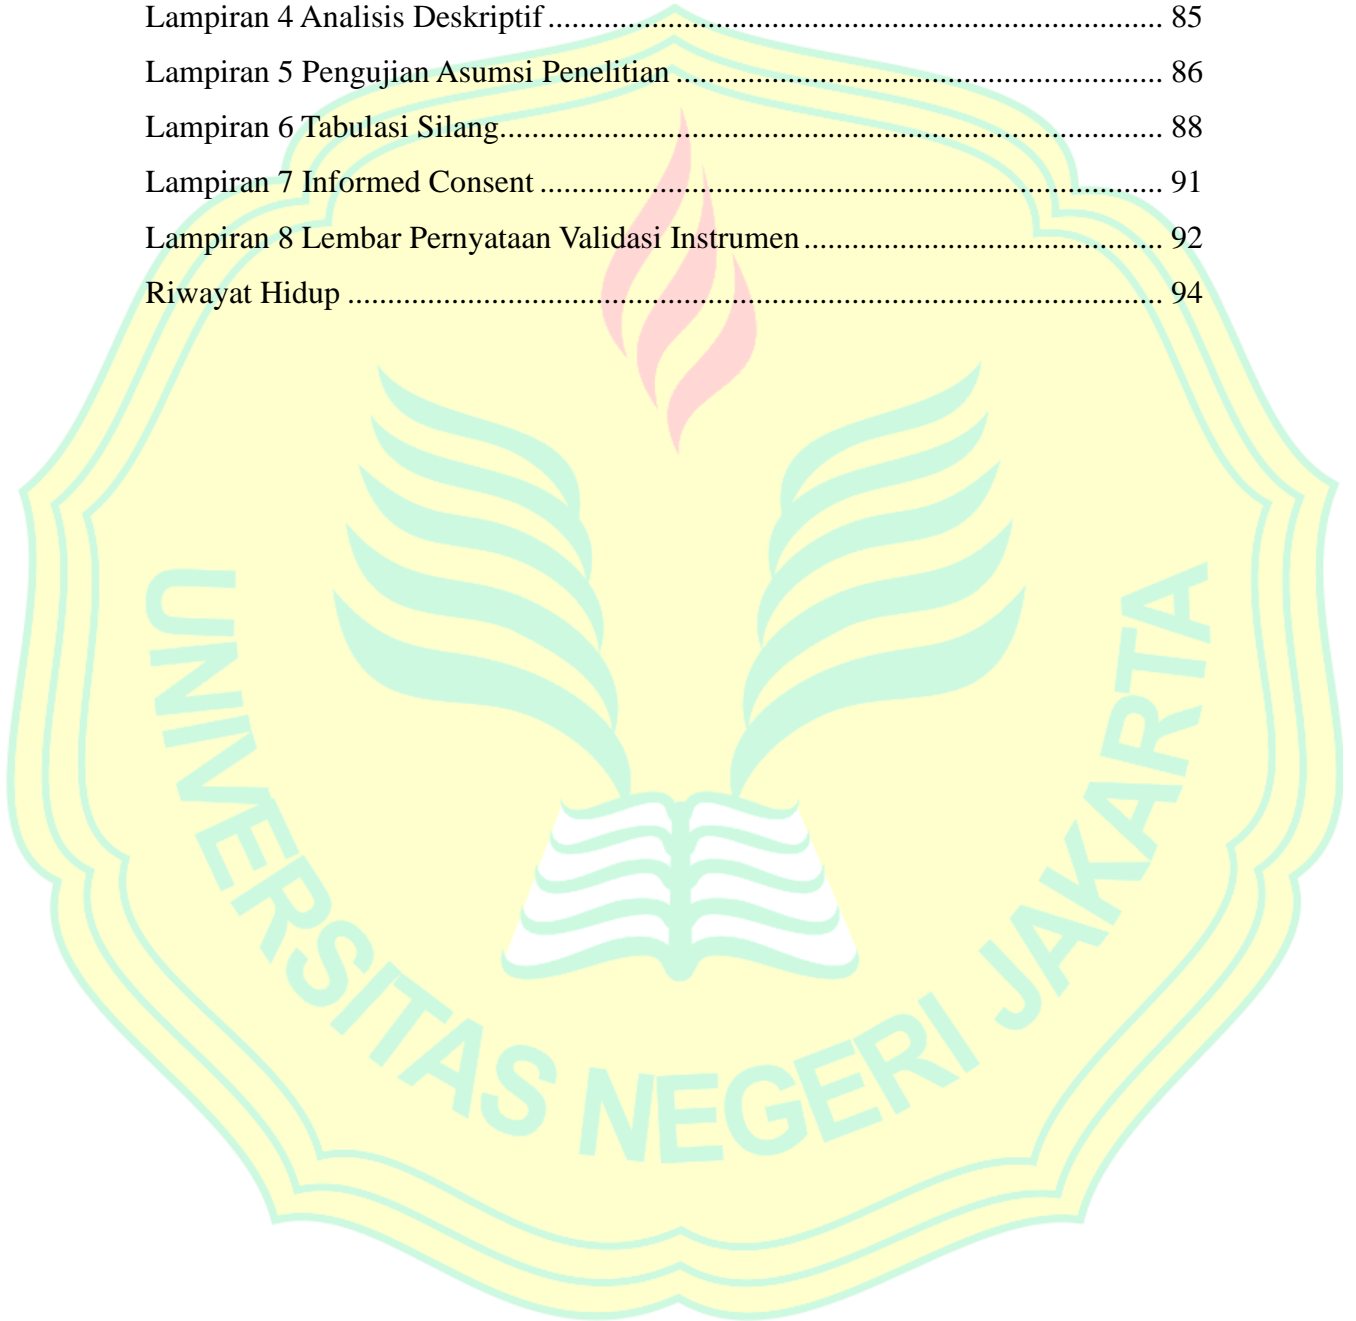 Lampiran 4 Analisis Deskriptif ............................................................................. 85
Lampiran 5 Pengujian Asumsi Penelitian ............................................................. 86
Lampiran 6 Tabulasi Silang................................................................................... 88
Lampiran 7 Informed Consent .............................................................................. 91
Lampiran 8 Lembar Pernyataan Validasi Instrumen ............................................. 92
Riwayat Hidup ...................................................................................................... 94
UNIVERSITAS NEGERI JAKARTA